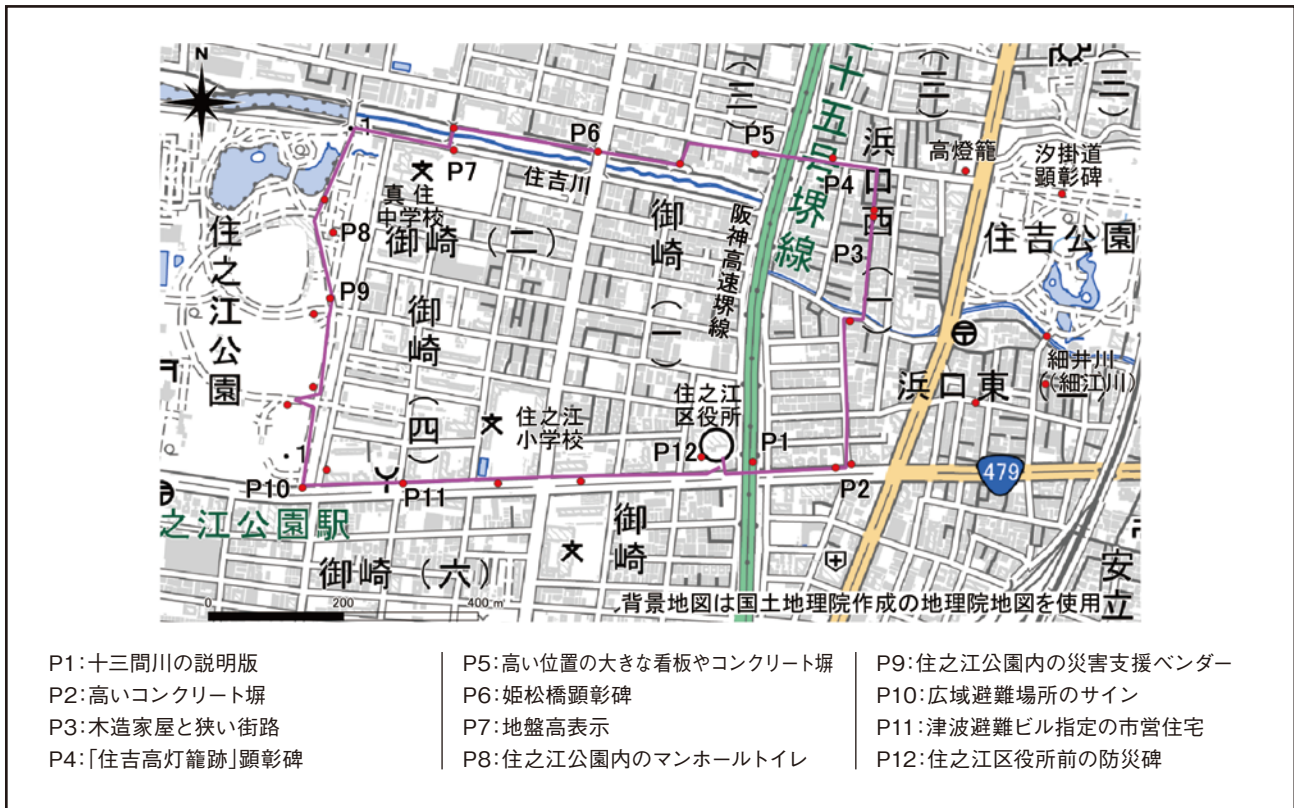 N
(三)
(二)
(三)
十五号堺線
浜口西(一)
高燈籠
汐掛道
顕彰碑
住吉公園
P6
P5
P4
P3
P7
住吉川
真住
中学校
御崎(二)
御崎(一)
阪神高速堺線
P8
P9
住之江公園
御崎(四)
住之江
小学校
住之江
区役所
浜口東
細井川
(細江川)
P12
P1
P2
479
P10
P11
之江公園駅
御崎
御崎(六)
安立
0
200
400 m
背景地図は国土地理院作成の地理院地図を使用
P1:十三間川の説明版
P2:高いコンクリート塀
P3:木造家屋と狭い街路
P4:「住吉高灯籠跡」顕彰碑
P5:高い位置の大きな看板やコンクリート塀
P6:姫松橋顕彰碑
P7:地盤高表示
P8:住之江公園内のマンホールトイレ
P9:住之江公園内の災害支援ベンダー
P10:広域避難場所のサイン
P11:津波避難ビル指定の市営住宅
P12:住之江区役所前の防災碑